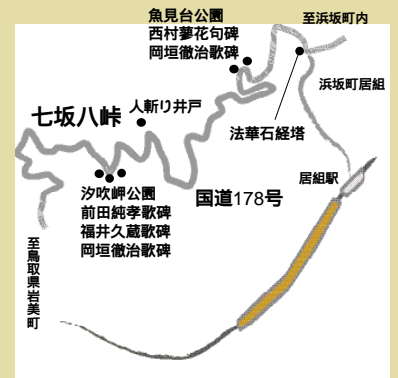 魚見台公園
西村夢花句碑
岡垣徹治歌碑
至浜坂町内
人斬り井戸
浜坂町居組
七坂八峠
法華石経塔
居組駅
国道178号
汐吹岬公園
前田純孝歌碑
福井久蔵歌碑
岡垣徹治歌碑
至鳥取県岩美町